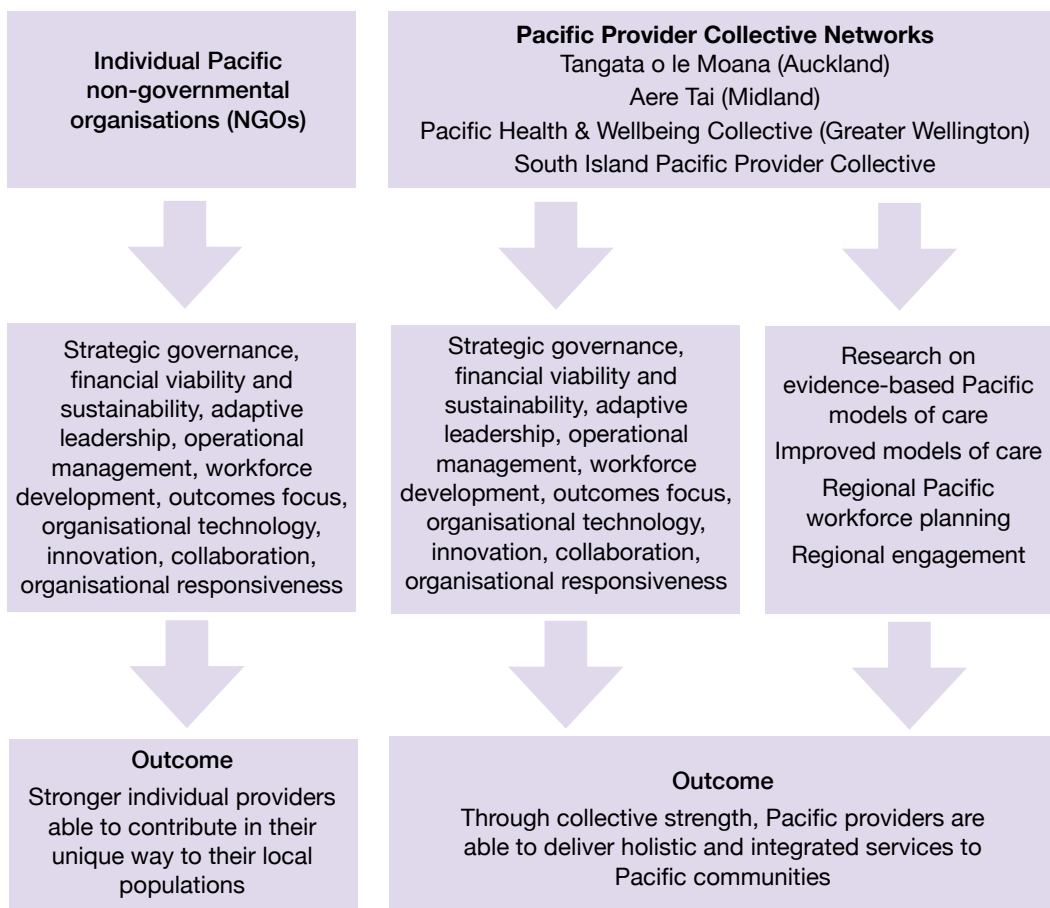 Individual Pacific
non-governmental
organisations (NGOs)
Pacific Provider Collective Networks
Tangata o le Moana (Auckland)
Aere Tai (Midland)
Pacific Health & Wellbeing Collective (Greater Wellington)
South Island Pacific Provider Collective
Strategic governance,
financial viability and
sustainability, adaptive
leadership, operational
management, workforce
development, outcomes focus,
organisational technology,
innovation, collaboration,
organisational responsiveness
Strategic governance,
financial viability and
sustainability, adaptive
leadership, operational
management, workforce
development, outcomes focus,
organisational technology,
innovation, collaboration,
organisational responsiveness
Research on
evidence-based Pacific
models of care
Improved models of care
Regional Pacific
workforce planning
Regional engagement
Outcome
Stronger individual providers
able to contribute in their
unique way to their local
populations
Outcome
Through collective strength, Pacific providers are
able to deliver holistic and integrated services to
Pacific communities